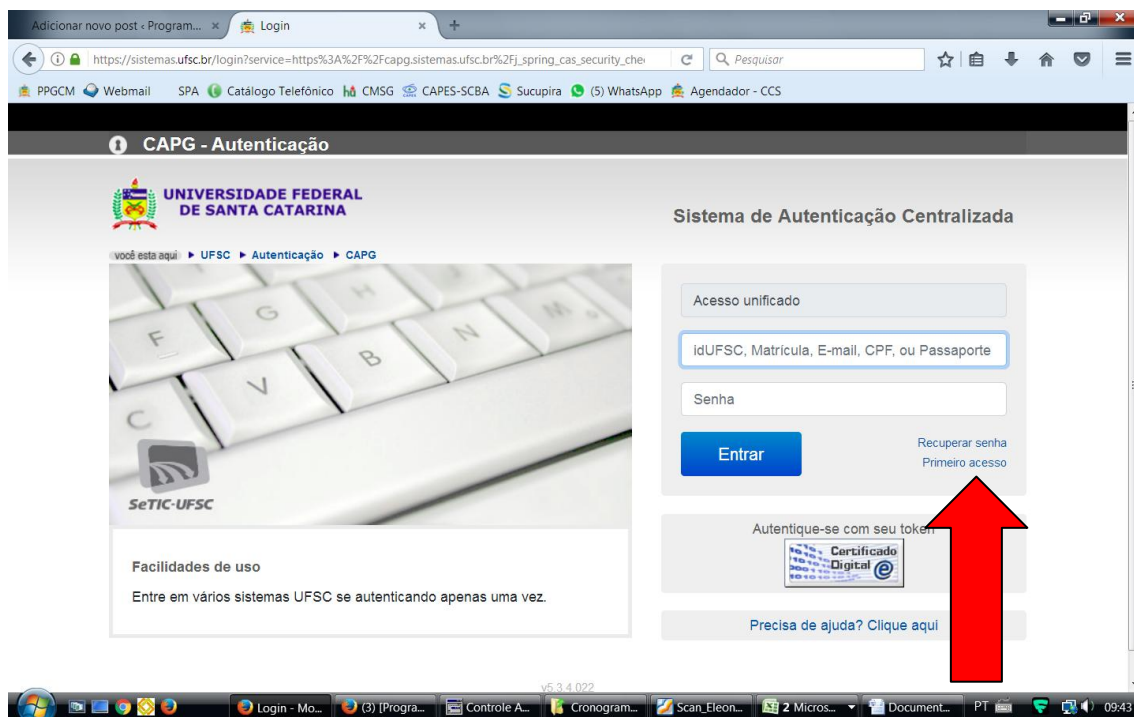 Adicionar novo post ‹ Program...
Login
https://sistemas.ufsc.br/login?service=https%3A%2F%2Fcapg.sistemas.ufsc.br%2Fj_spring_cas_security_che
Pesquisar
PPGCM Webmail SPA Catálogo Telefônico CMSG CAPES-SCBA Sucupira (5) WhatsApp Agendador - CCS
CAPG - Autenticação
UNIVERSIDADE FEDERAL
DE SANTA CATARINA
Sistema de Autenticação Centralizada
você esta aqui UFSC Autenticação CAPG
F G H M , C V B N
SeTIC-UFSC
Acesso unificado
idUFSC, Matrícula, E-mail, CPF, ou Passaporte
Senha
Entrar
Recuperar senha
Primeiro acesso
Autentique-se com seu token
Certificado
Digital
Facilidades de uso
Entre em vários sistemas UFSC se autenticando apenas uma vez.
Precisa de ajuda? Clique aqui
v5.3.4.022
Login - Mo... (3) [Progra... Controle A... Cronogram... Scan_Eleon... 2 Micros... Document... PT 09:43